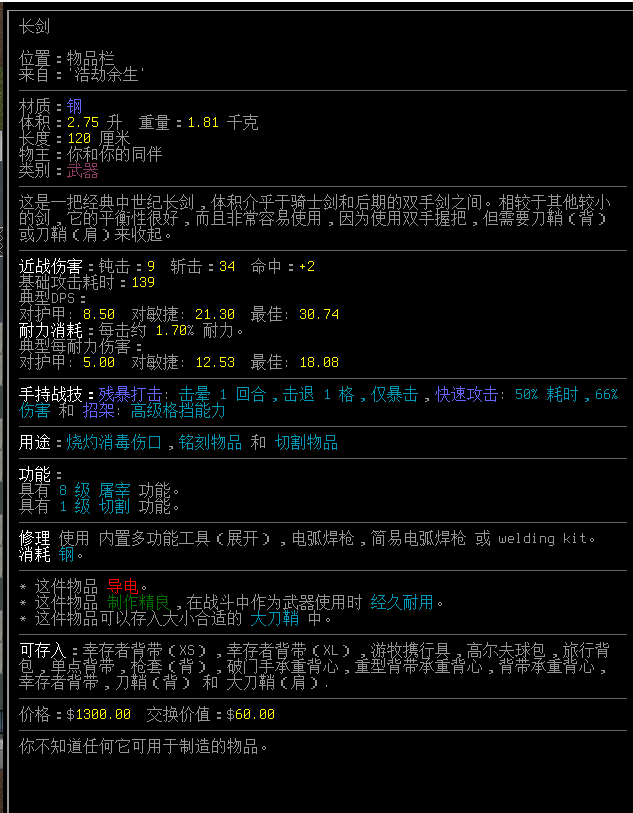 长剑
位置：物品栏
来自：'浩劫余生'
材质：钢
体积：2.75 升　重量：1.81 千克
长度：120 厘米
物主：你和你的同伴
类别：武器
这是一把经典中世纪长剑，体积介乎于骑士剑和后期的双手剑之间。相较于其他较小
的剑，它的平衡性很好，而且非常容易使用，因为使用双手握把，但需要刀鞘（背）
或刀鞘（肩）来收起。
近战伤害：钝击：9　斩击：34　命中：+2
基础攻击耗时：139
典型DPS：
对护甲: 8.50　对敏捷: 21.30　最佳: 30.74
耐力消耗：每击约 1.70% 耐力。
典型每耐力伤害：
对护甲: 5.00　对敏捷: 12.53　最佳: 18.08
手持战技：残暴打击: 击晕 1 回合，击退 1 格，仅暴击，快速攻击: 50% 耗时，66%
伤害 和 招架: 高级格挡能力
用途：烧灼消毒伤口，铭刻物品 和 切割物品
功能：
具有 8 级 屠宰 功能。
具有 1 级 切割 功能。
修理 使用 内置多功能工具（展开），电弧焊枪，简易电弧焊枪 或 welding kit。
消耗 钢。
* 这件物品 导电。
* 这件物品 制作精良，在战斗中作为武器使用时 经久耐用。
* 这件物品可以存入大小合适的 大刀鞘 中。
可存入：幸存者背带（XS），幸存者背带（XL），游牧携行具，高尔夫球包，旅行背
包，单点背带，枪套（背），破门手承重背心，重型背带承重背心，背带承重背心，
幸存者背带，刀鞘（背） 和 大刀鞘（肩）.
价格：$1300.00　交换价值：$60.00
你不知道任何它可用于制造的物品。